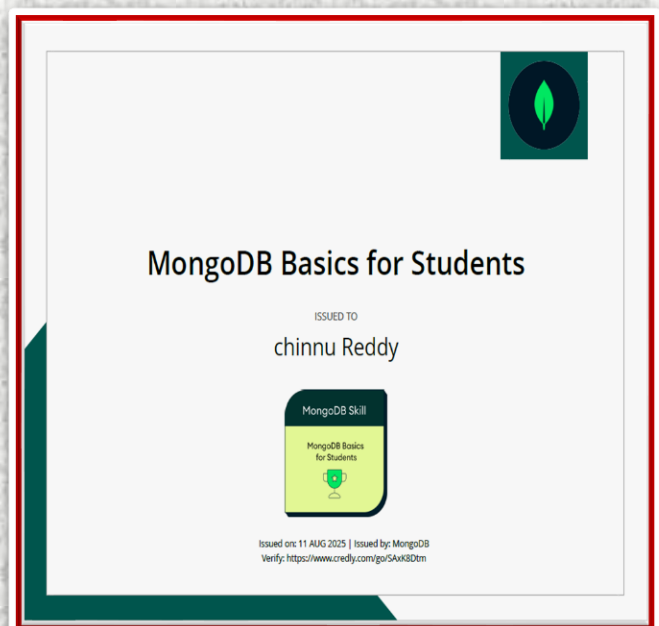 MongoDB Basics for Students
ISSUED TO
chinnu Reddy
MongoDB Skill
MongoDB Basics
for Students
Issued on: 11 AUG 2025 | Issued by: MongoDB
Verify: https://www.credly.com/go/SAxK8Dtm